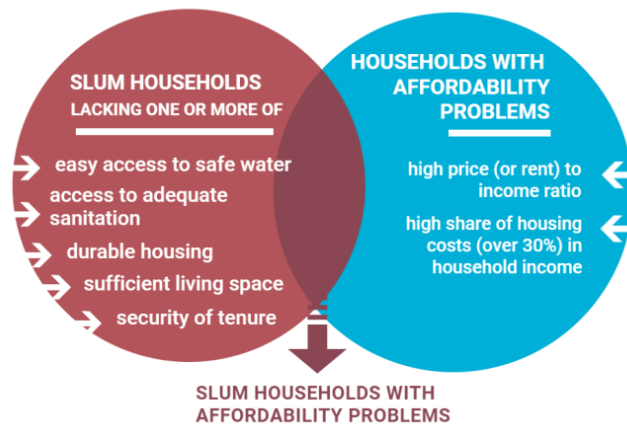 SLUM HOUSEHOLDS
LACKING ONE OR MORE OF
easy access to safe water
access to adequate
sanitation
durable housing
sufficient living space
security of tenure
HOUSEHOLDS WITH
AFFORDABILITY
PROBLEMS
high price (or rent) to
income ratio
high share of housing
costs (over 30%) in
household income
SLUM HOUSEHOLDS WITH
AFFORDABILITY PROBLEMS